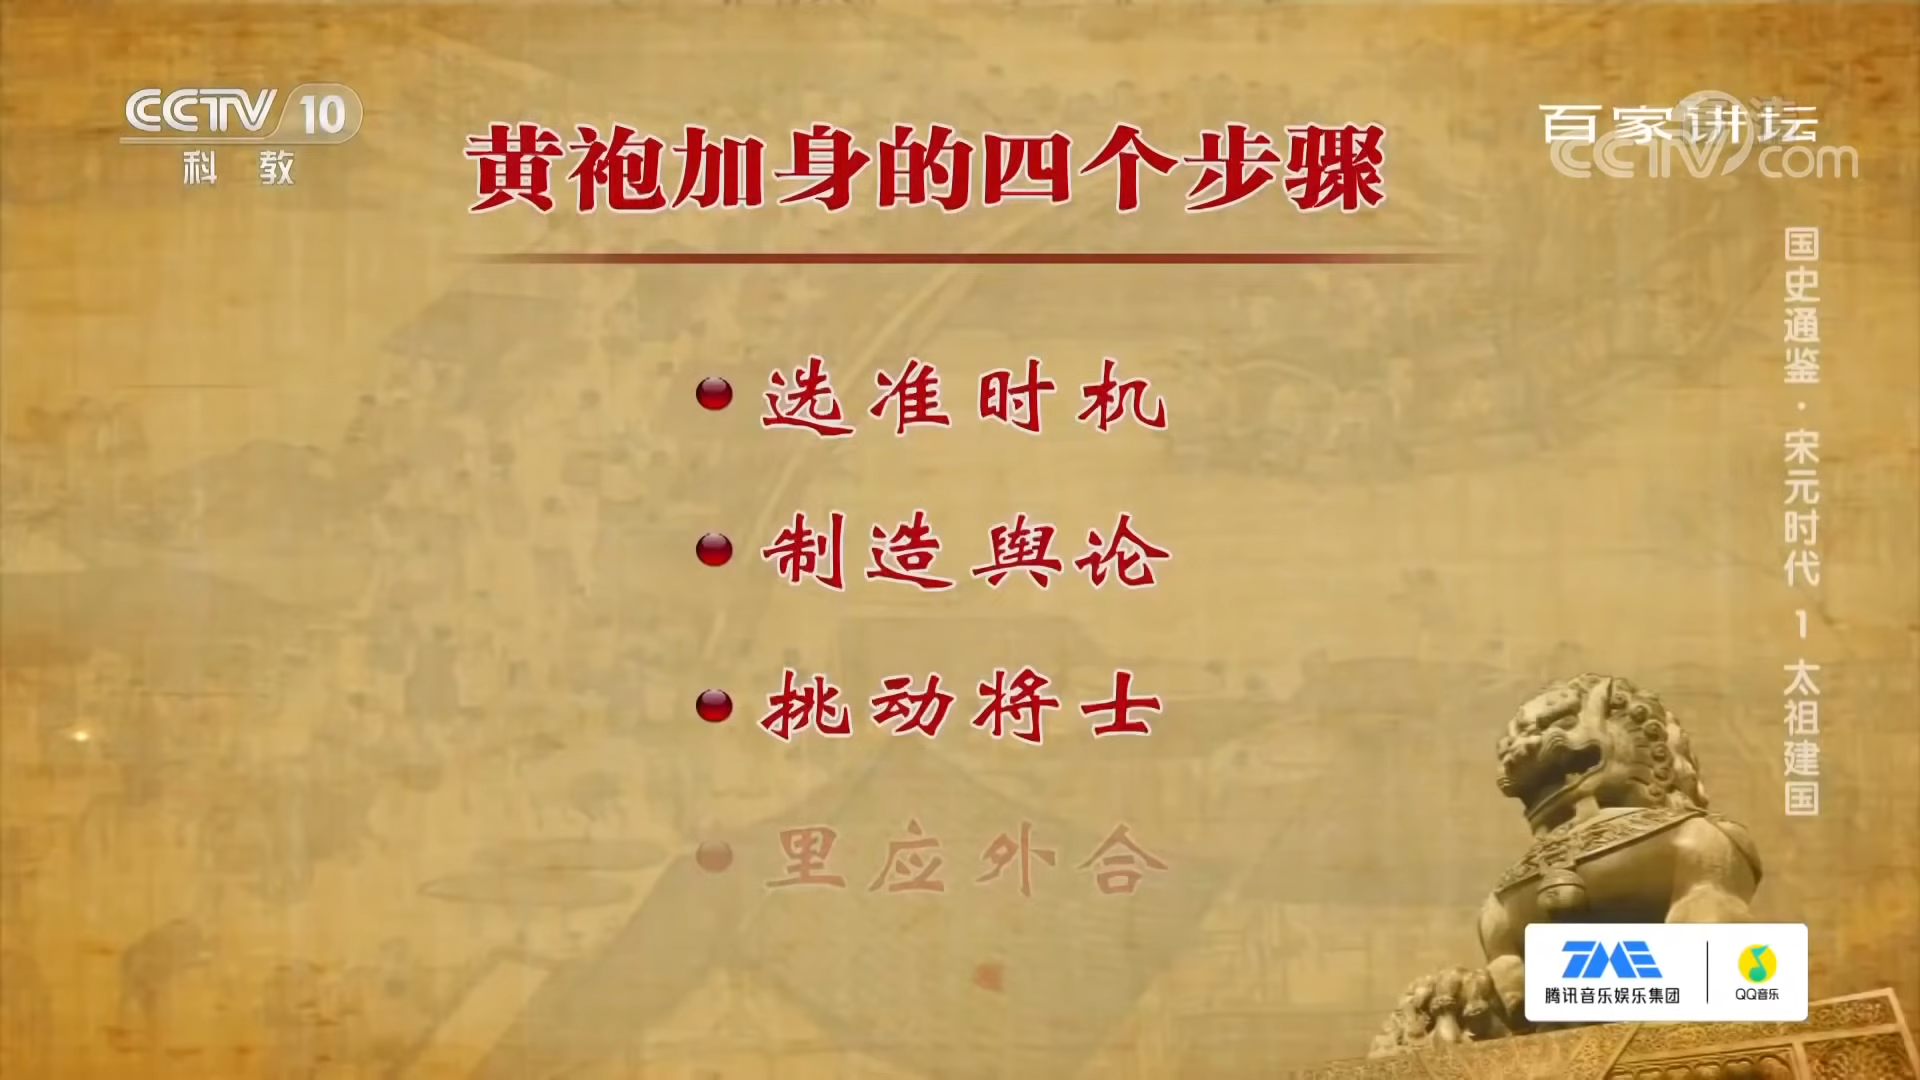 CCTV 10
科 教
百家讲坛
CCTV.com
黄袍加身的四个步骤
选准时机
制造舆论
挑动将士
里应外合
国史通鉴·宋元时代 1 太祖建国
TME
腾讯音乐娱乐集团
QQ音乐